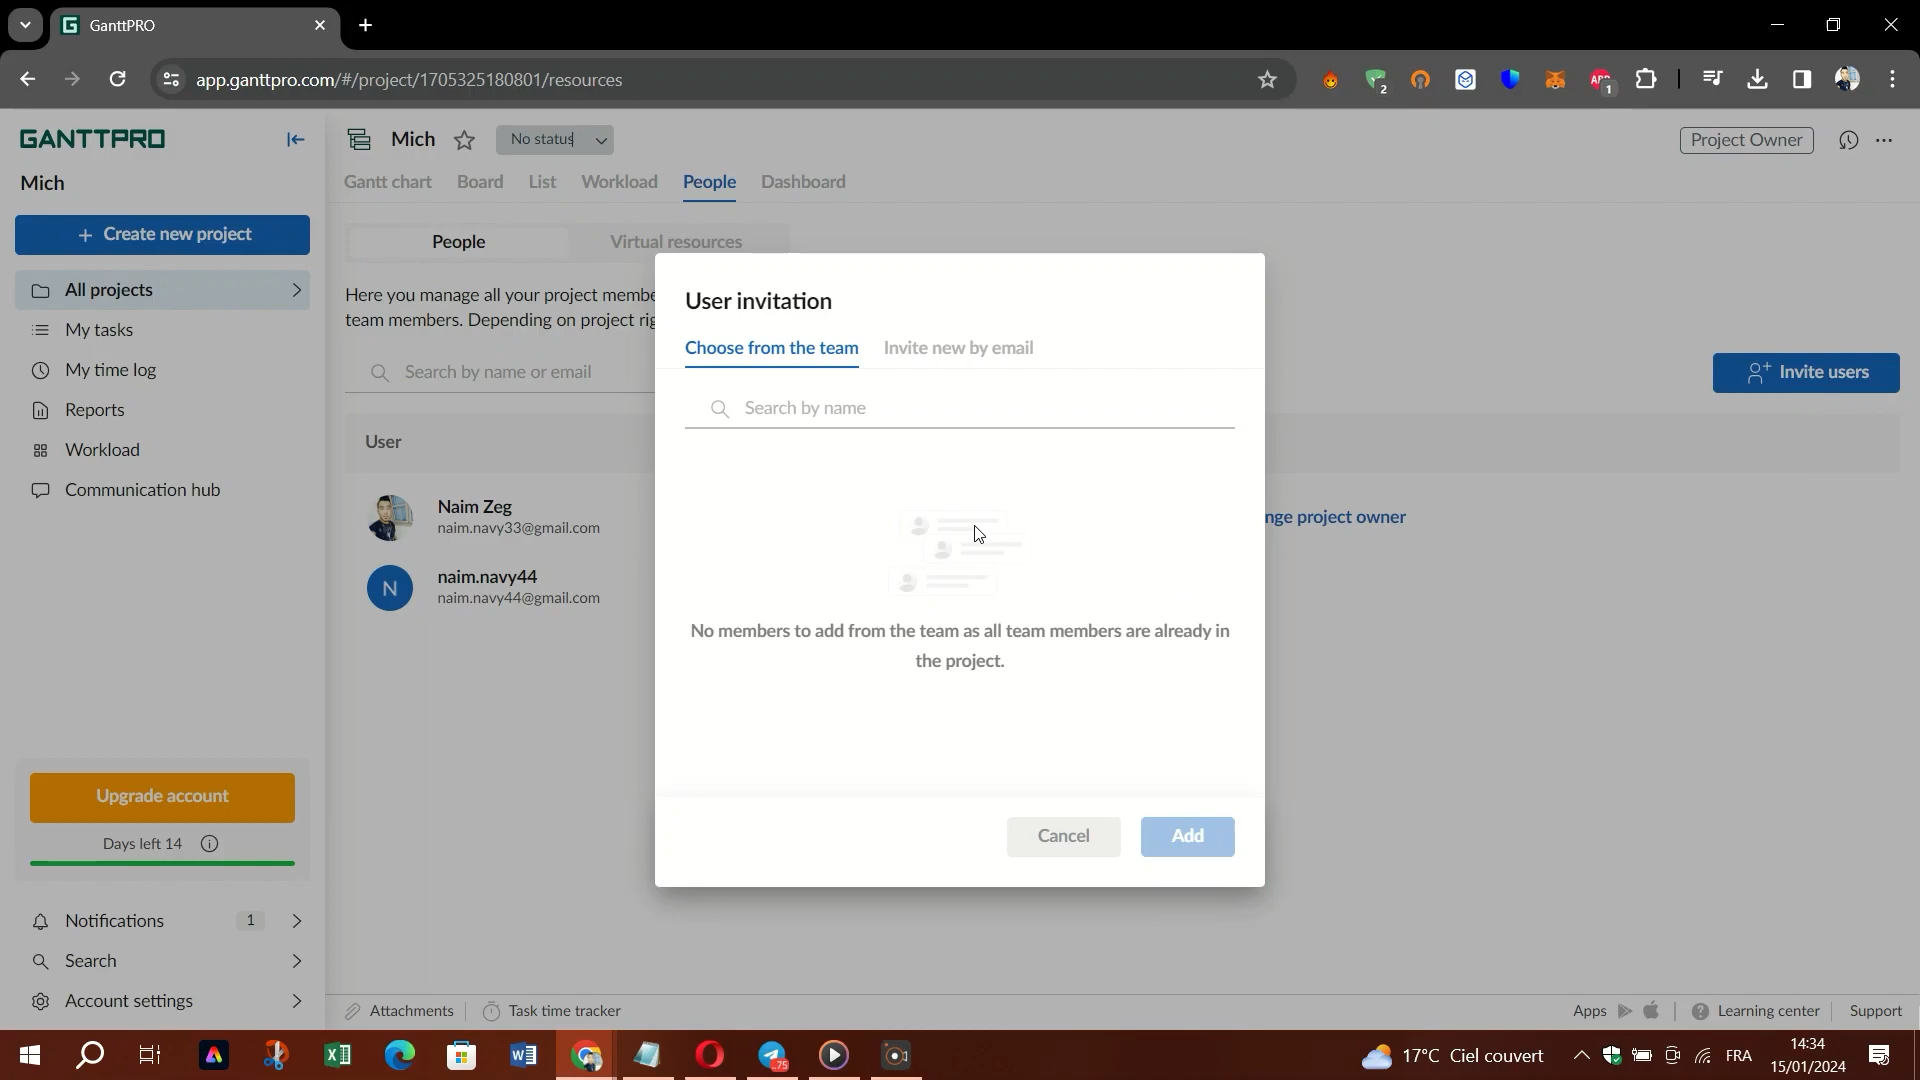 GanttPRO
app.ganttpro.com/#/project/1705325180801/resources
2
ABP
1
GANTTPRO
Mich
No status
Project Owner
Mich
Gantt chart
Board
List
Workload
People
Dashboard
+ Create new project
People
Virtual resources
All projects
My tasks
My time log
Reports
Workload
Communication hub
Here you manage all your project membe
team members. Depending on project rig
Search by name or email
Invite users
User
Naim Zeg
naim.navy33@gmail.com
nge project owner
N
naim.navy44
naim.navy44@gmail.com
User invitation
Choose from the team
Invite new by email
Search by name
No members to add from the team as all team members are already in
the project.
Cancel
Add
Upgrade account
Days left 14
Notifications
1
Search
Account settings
Attachments
Task time tracker
Apps
Learning center
Support
75
17°C Ciel couvert
FRA
14:34
15/01/2024